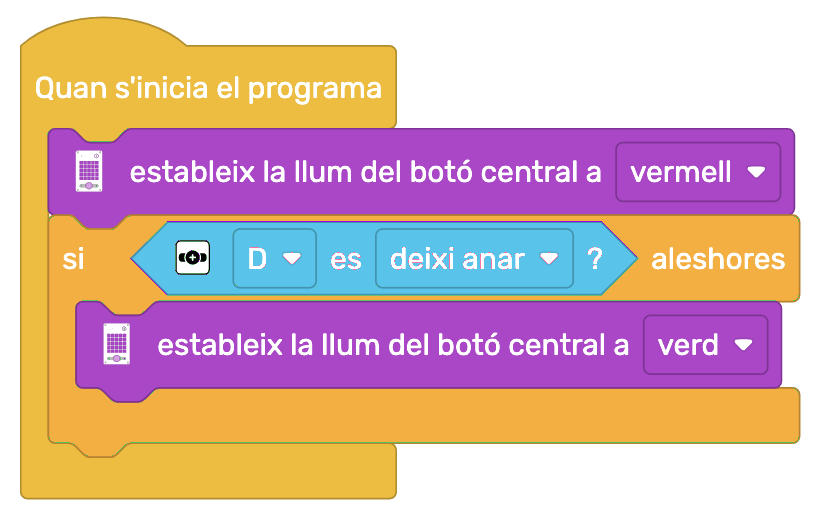 Quan s'inicia el programa
estableix la llum del botó central a vermell
si D es deixi anar ? aleshores
estableix la llum del botó central a verd